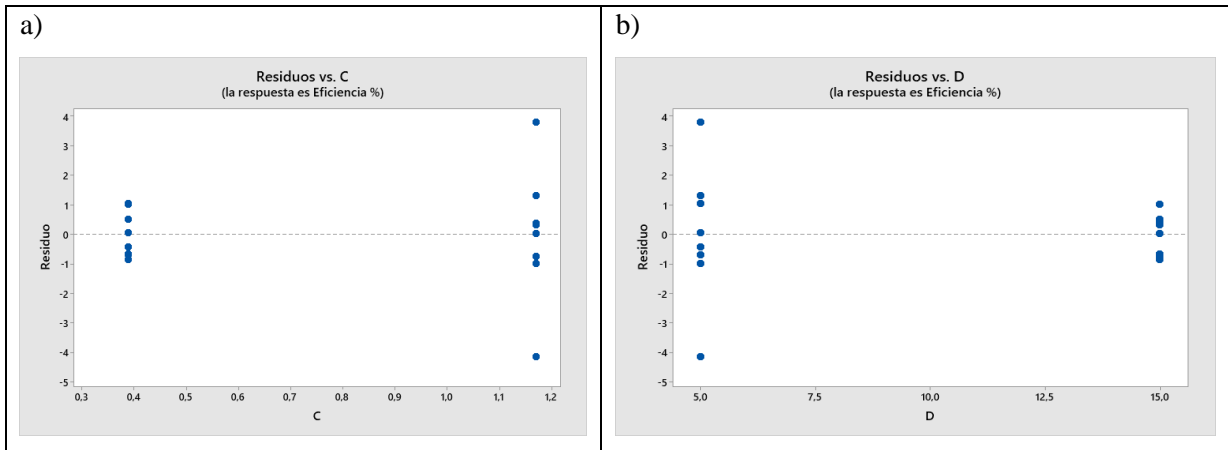 a)
Residuos vs. C
(la respuesta es Eficiencia %)
4
3
2
1
0
-1
-2
-3
-4
-5
Residuo
0,3 0,4 0,5 0,6 0,7 0,8 0,9 1,0 1,1 1,2
C
b)
Residuos vs. D
(la respuesta es Eficiencia %)
4
3
2
1
0
-1
-2
-3
-4
-5
Residuo
5,0 7,5 10,0 12,5 15,0
D